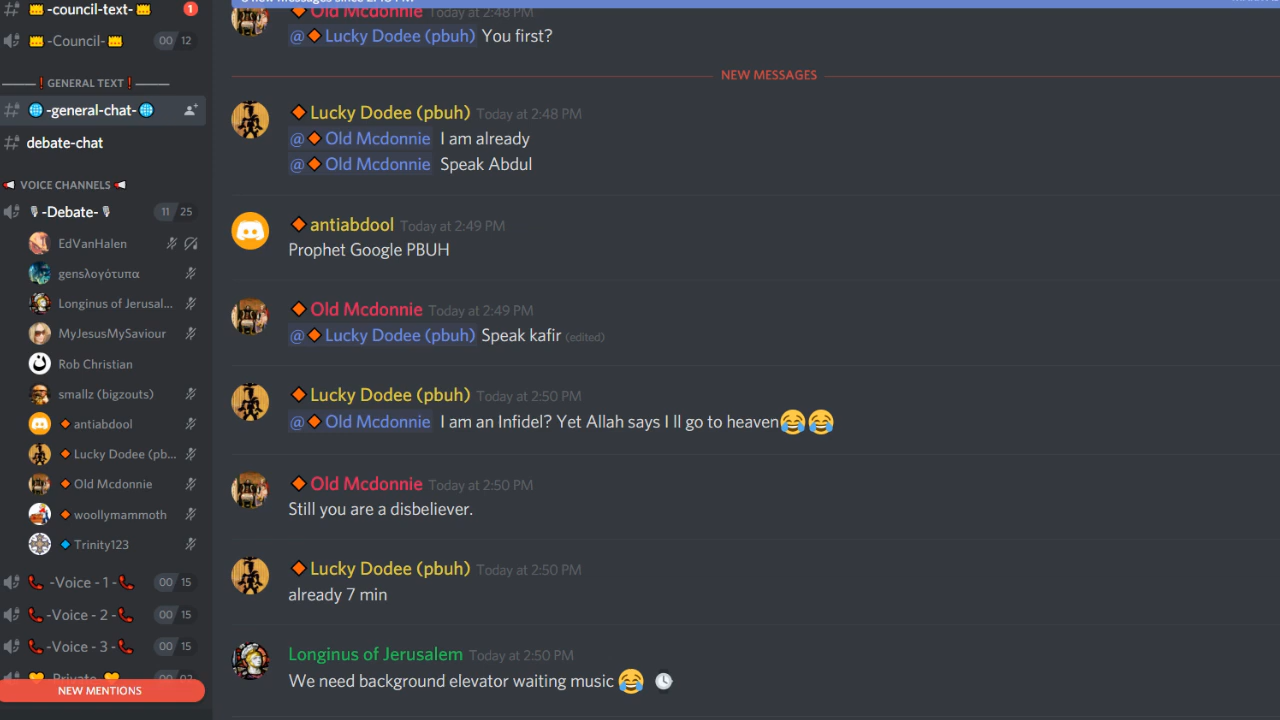 -council-text-
1
-Council-
00 12
GENERAL TEXT
-general-chat-
debate-chat
VOICE CHANNELS
-Debate-
11 25
EdVanHalen
gensλογότυπα
Longinus of Jerusal...
MyJesusMySaviour
Rob Christian
smallz (bigzouts)
antiabdool
Lucky Dodee (pb...
Old Mcdonnie
woollymammoth
Trinity123
-Voice - 1 -
00 15
-Voice - 2 -
00 15
-Voice - 3 -
00 15
NEW MENTIONS
Old Mcdonnie Today at 2:48 PM
@ Lucky Dodee (pbuh) You first?
NEW MESSAGES
Lucky Dodee (pbuh) Today at 2:48 PM
@ Old Mcdonnie I am already
@ Old Mcdonnie Speak Abdul
antiabdool Today at 2:49 PM
Prophet Google PBUH
Old Mcdonnie Today at 2:49 PM
@ Lucky Dodee (pbuh) Speak kafir (edited)
Lucky Dodee (pbuh) Today at 2:50 PM
@ Old Mcdonnie I am an Infidel? Yet Allah says I ll go to heaven😂😂
Old Mcdonnie Today at 2:50 PM
Still you are a disbeliever.
Lucky Dodee (pbuh) Today at 2:50 PM
already 7 min
Longinus of Jerusalem Today at 2:50 PM
We need background elevator waiting music 😂 🕓